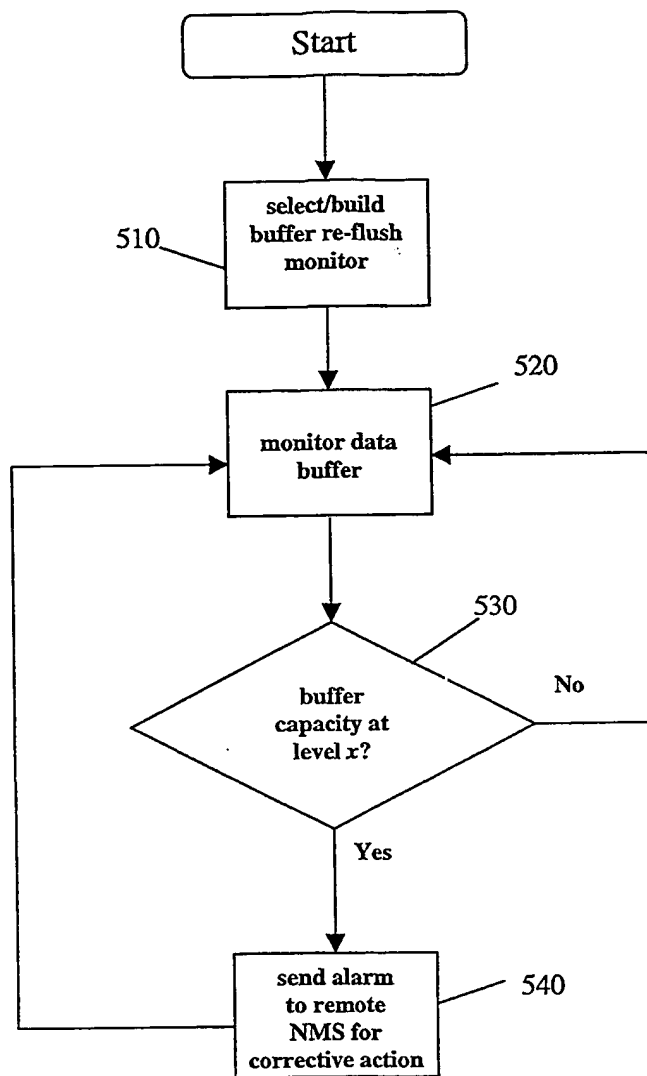 Start
select/build
buffer re-flush
monitor
510
520
monitor data
buffer
530
buffer
capacity at
level x?
No
Yes
send alarm
to remote
NMS for
corrective action
540